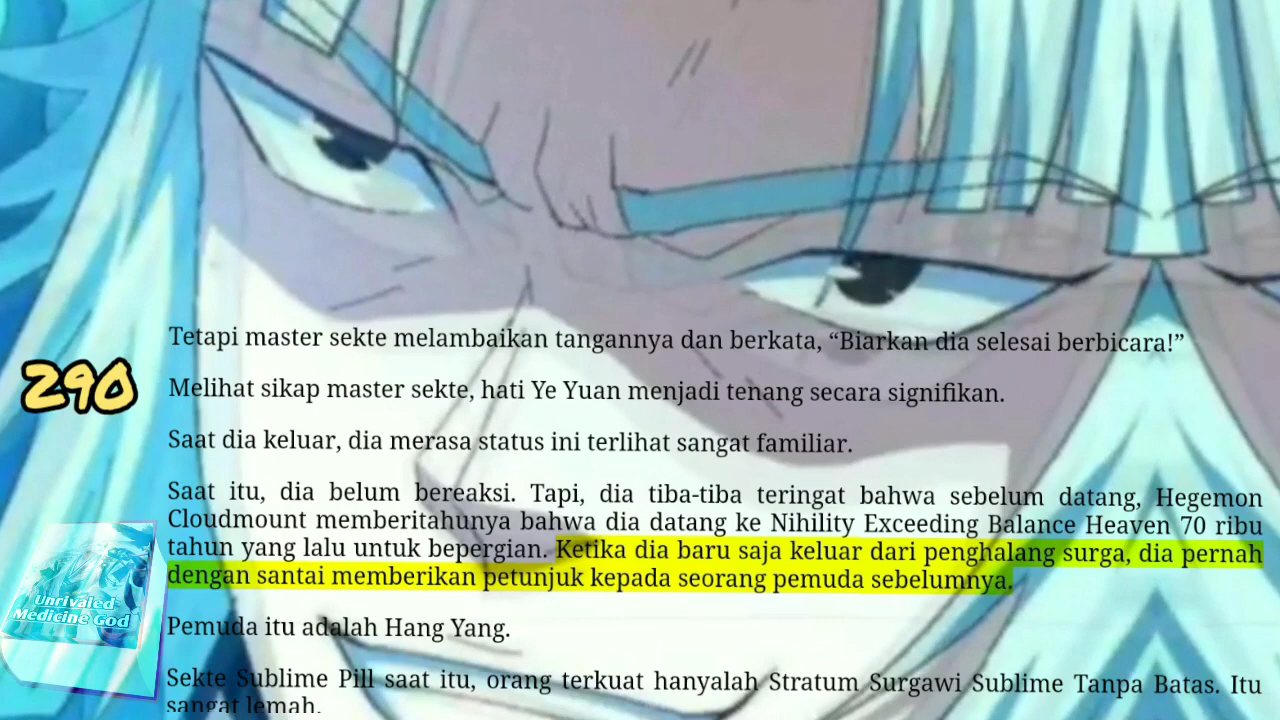 Tetapi master sekte melambaikan tangannya dan berkata, “Biarkan dia selesai berbicara!”
290
Melihat sikap master sekte, hati Ye Yuan menjadi tenang secara signifikan.
Saat dia keluar, dia merasa status ini terlihat sangat familiar.
Saat itu, dia belum bereaksi. Tapi, dia tiba-tiba teringat bahwa sebelum datang, Hegemon
Cloudmount memberitahunya bahwa dia datang ke Nihility Exceeding Balance Heaven 70 ribu
tahun yang lalu untuk bepergian. Ketika dia baru saja keluar dari penghalang surga, dia pernah
dengan santai memberikan petunjuk kepada seorang pemuda sebelumnya.
Unrivaled
Medicine God
Pemuda itu adalah Hang Yang.
Sekte Sublime Pill saat itu, orang terkuat hanyalah Stratum Surgawi Sublime Tanpa Batas. Itu
sangat lemah.